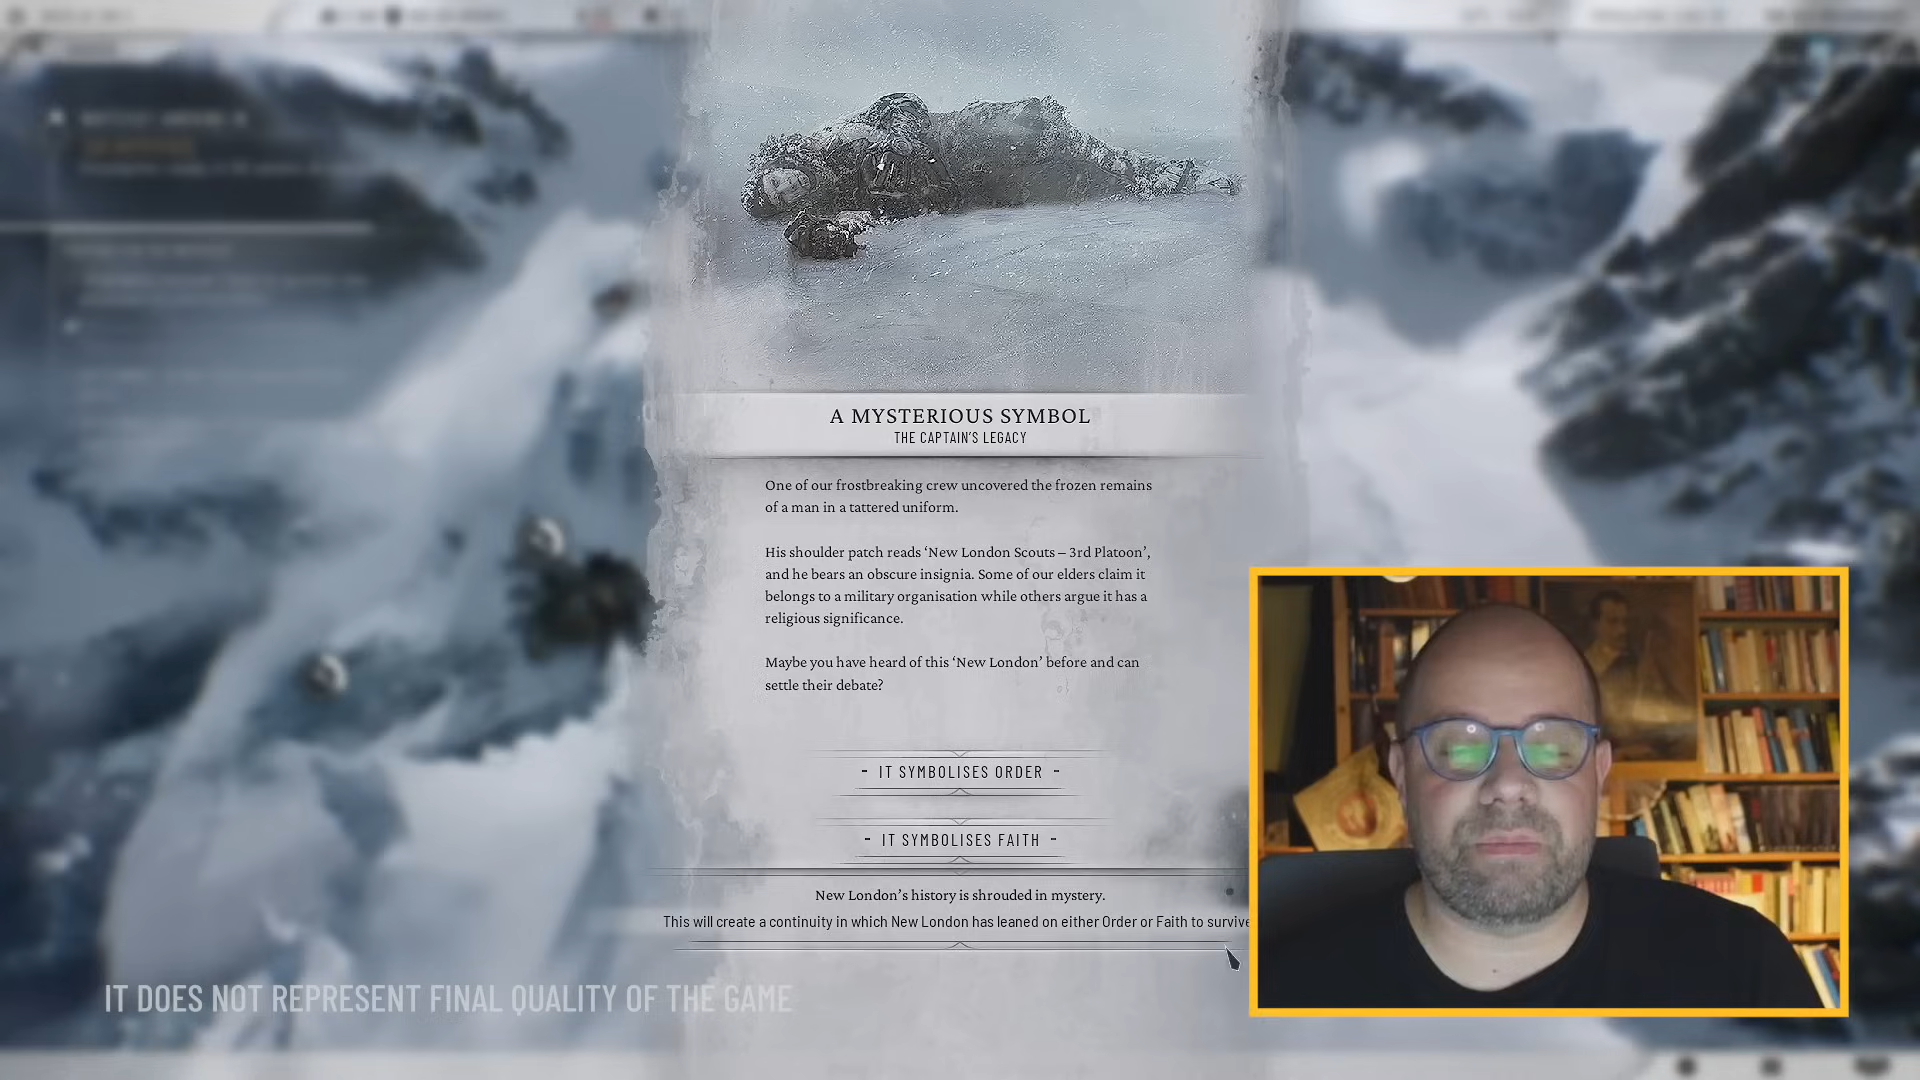 A MYSTERIOUS SYMBOL
THE CAPTAIN'S LEGACY
One of our frostbreaking crew uncovered the frozen remains
of a man in a tattered uniform.
His shoulder patch reads ‘New London Scouts – 3rd Platoon’,
and he bears an obscure insignia. Some of our elders claim it
belongs to a military organisation while others argue it has a
religious significance.
Maybe you have heard of this ‘New London’ before and can
settle their debate?
- IT SYMBOLISES ORDER -
- IT SYMBOLISES FAITH -
New London’s history is shrouded in mystery.
This will create a continuity in which New London has leaned on either Order or Faith to survive
IT DOES NOT REPRESENT FINAL QUALITY OF THE GAME